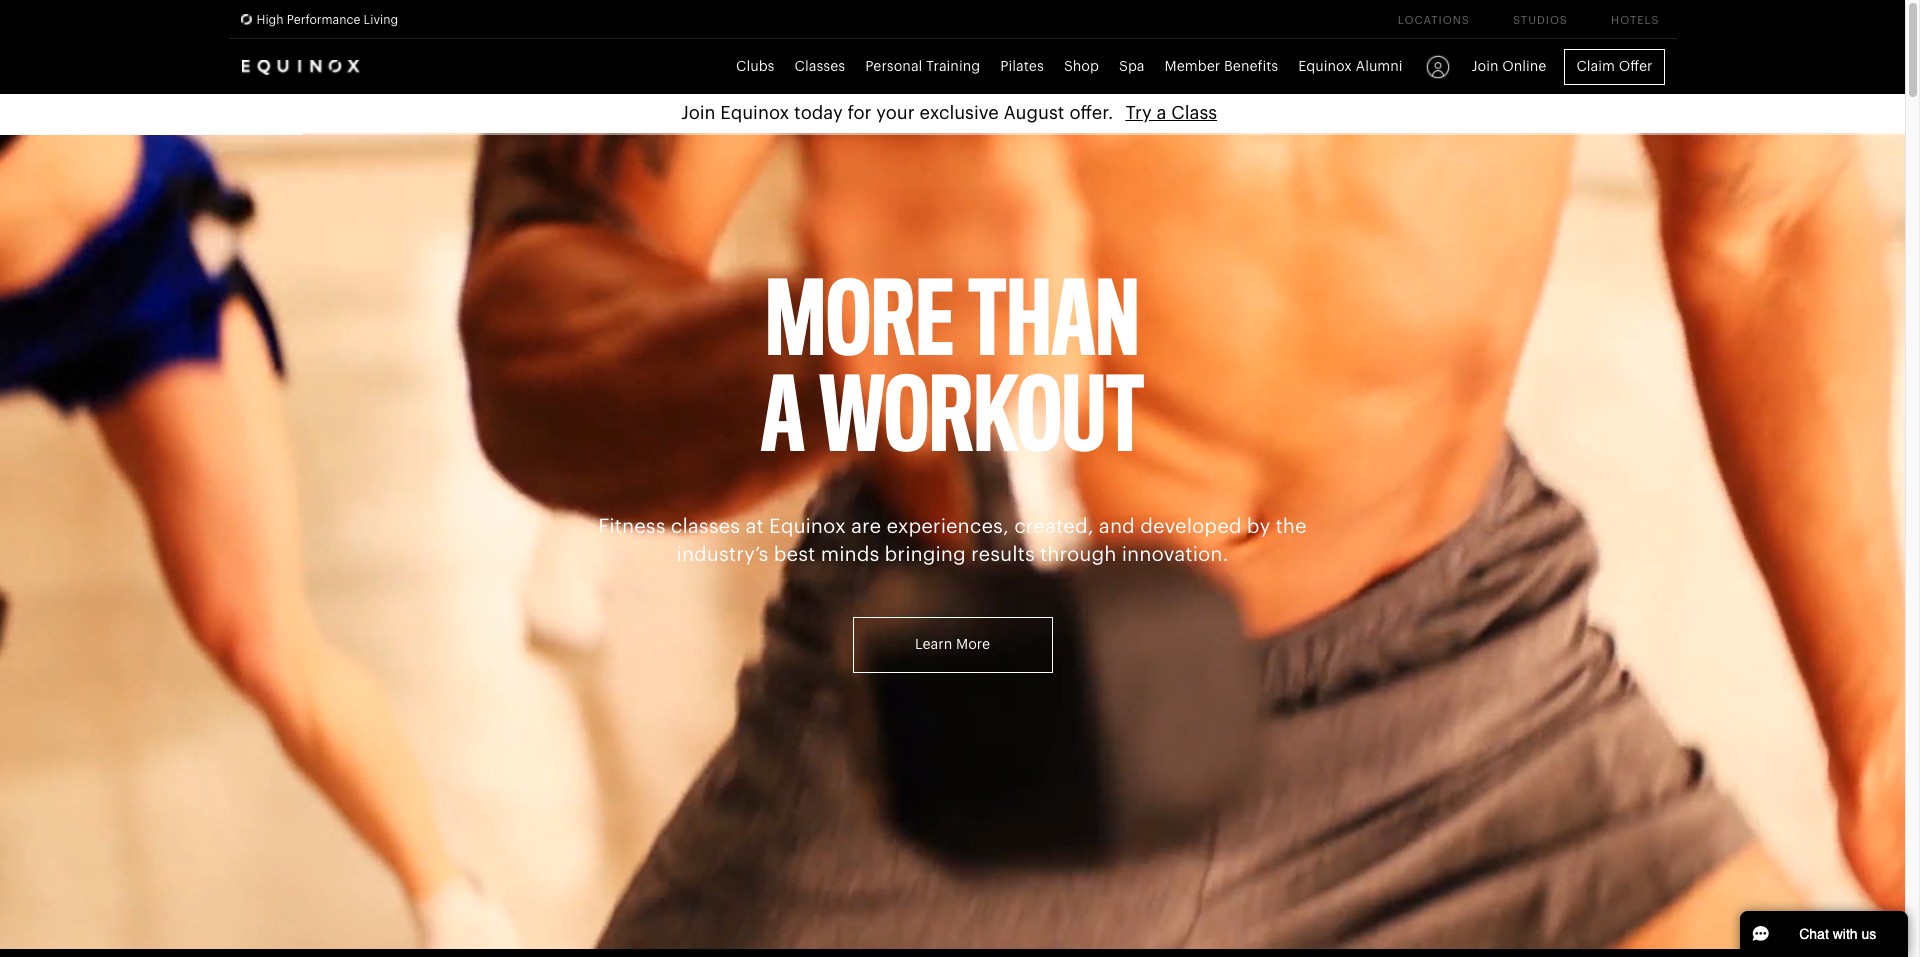 High Performance Living
LOCATIONS STUDIOS HOTELS
EQUINOX
Clubs Classes Personal Training Pilates Shop Spa Member Benefits Equinox Alumni Join Online Claim Offer
Join Equinox today for your exclusive August offer. Try a Class
MORE THAN
A WORKOUT
Fitness classes at Equinox are experiences, created, and developed by the
industry’s best minds bringing results through innovation.
Learn More
Chat with us